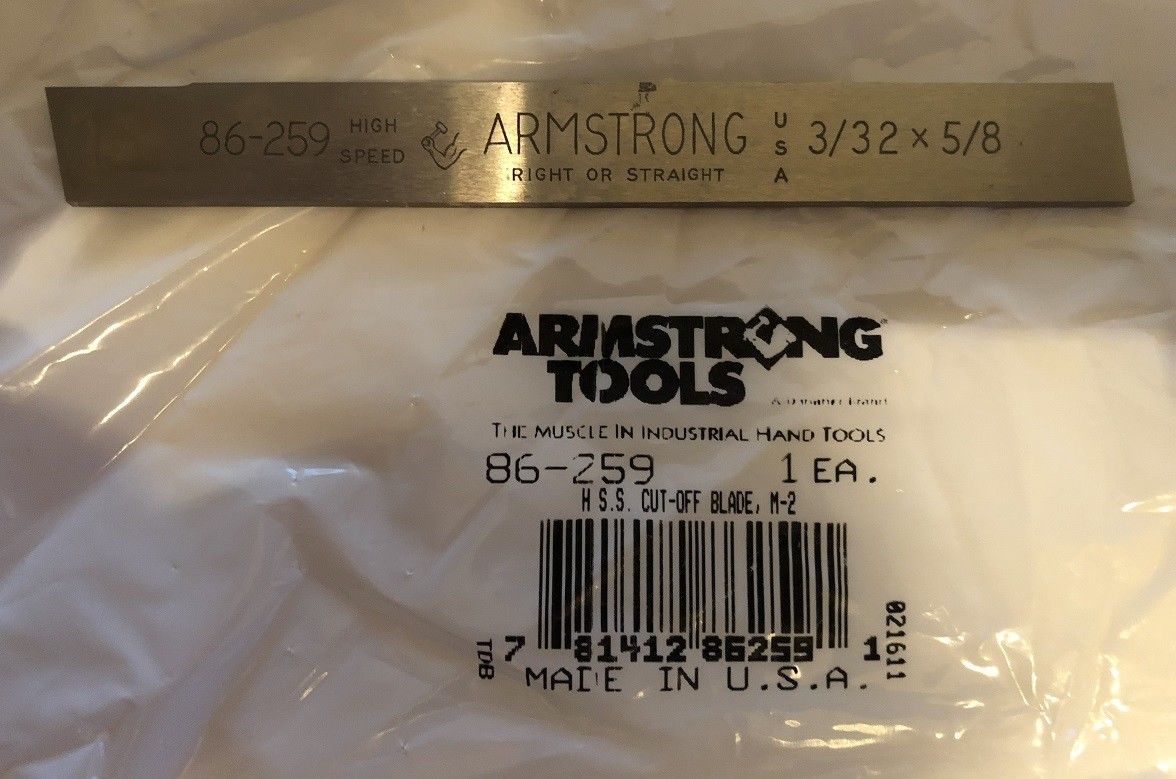 86-259 HIGH SPEED ARMSTRONG USA 3/32 × 5/8
RIGHT OR STRAIGHT
ARMSTRONG
TOOLS
THE MUSCLE IN INDUSTRIAL HAND TOOLS
86-259 1 EA.
H S.S. CUT-OFF BLADE, M-2
7 81412 86259 1
TDB
021611
MADE IN U.S.A.